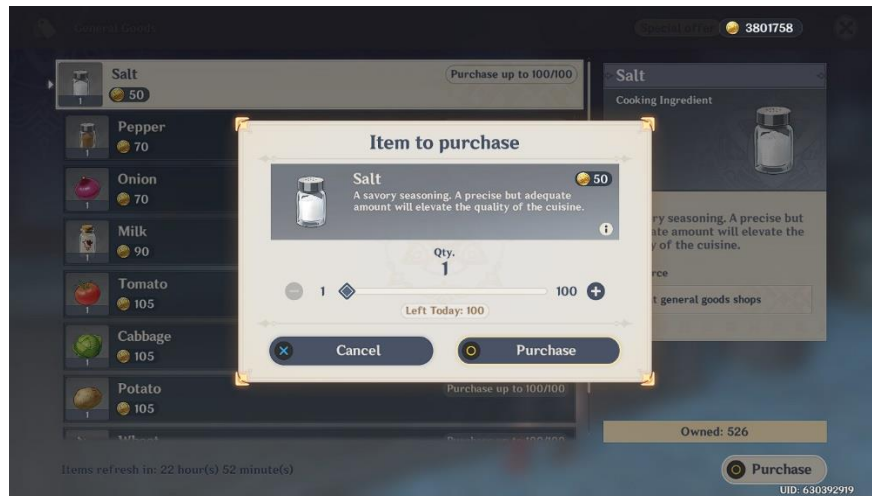 General Goods
Special offer 3801758
Salt
Purchase up to 100/100
50
1
Pepper
70
1
Onion
70
1
Milk
90
1
Tomato
105
1
Cabbage
105
1
Potato
Purchase up to 100/100
105
1
Items refresh in: 22 hour(s) 52 minute(s)
Item to purchase
Salt
50
A savory seasoning. A precise but adequate
amount will elevate the quality of the cuisine.
Qty.
1
1
100
Left Today: 100
Cancel
Purchase
Salt
Cooking Ingredient
ry seasoning. A precise but
ate amount will elevate the
y of the cuisine.
rce
t general goods shops
Owned: 526
Purchase
UID: 630392919